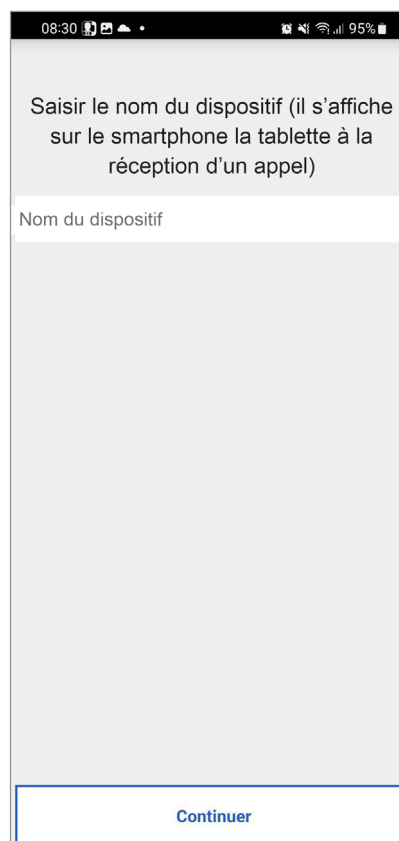 08:30 95%
Saisir le nom du dispositif (il s’affiche
sur le smartphone la tablette à la
réception d’un appel)
Nom du dispositif
Continuer